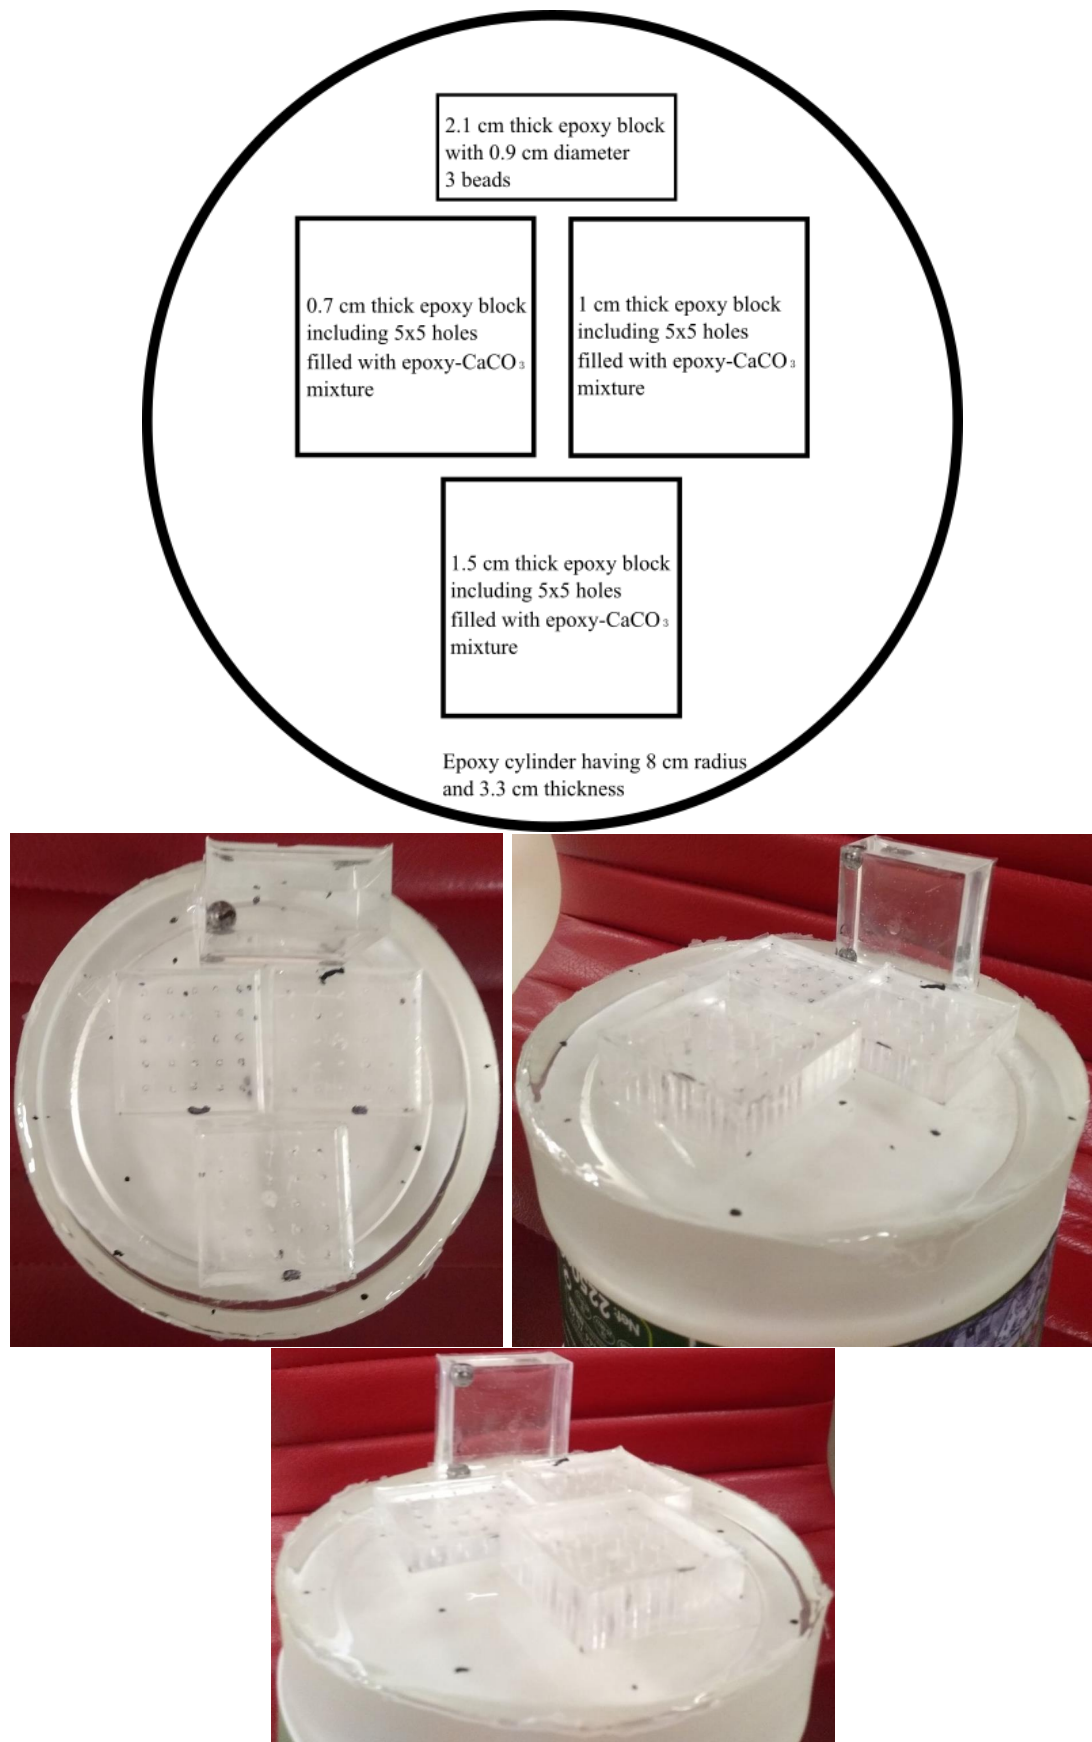 2.1 cm thick epoxy block
with 0.9 cm diameter
3 beads
0.7 cm thick epoxy block
including 5x5 holes
filled with epoxy-CaCO₃
mixture
1 cm thick epoxy block
including 5x5 holes
filled with epoxy-CaCO₃
mixture
1.5 cm thick epoxy block
including 5x5 holes
filled with epoxy-CaCO₃
mixture
Epoxy cylinder having 8 cm radius
and 3.3 cm thickness
Net: 2250